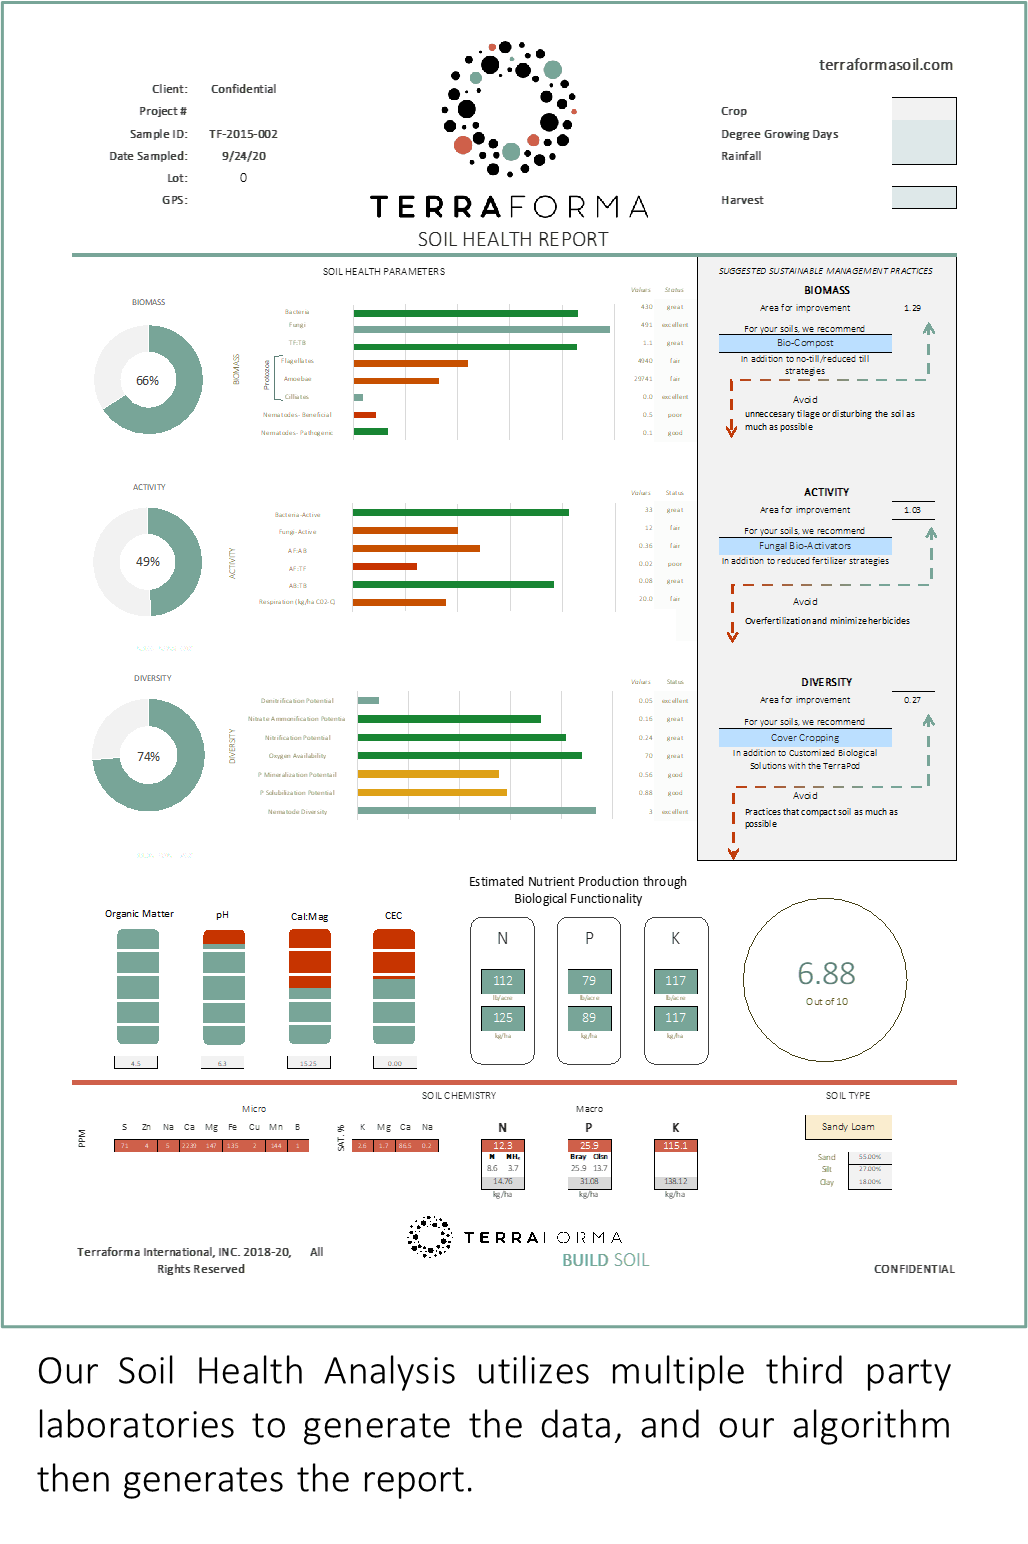 terraformasoil.com
Client: Confidential
Project #
Sample ID: TF-2015-002
Date Sampled: 9/24/20
Lot: 0
GPS:
Crop
Degree Growing Days
Rainfall
Harvest
TERRAFORMA
SOIL HEALTH REPORT
SOIL HEALTH PARAMETERS
BIOMASS
66%
BIOMASS
Protozoa
Values Status
Bacteria 430 great
Fungi 491 excellent
TF:TB 1.1 great
Flagellates 4940 fair
Amoebae 29741 fair
Cilliates 0.0 excellent
Nematodes- Beneficial 0.5 poor
Nematodes- Pathogenic 0.1 good
ACTIVITY
49%
ACTIVITY
Values Status
Bacteria-Active 33 great
Fungi-Active 12 fair
AF:AB 0.36 fair
AF:TF 0.02 poor
AB:TB 0.08 great
Respiration (kg/ha C02-C) 20.0 fair
DIVERSITY
74%
DIVERSITY
Values Status
Denitrification Potential 0.05 excellent
Nitrate Ammonification Potentia 0.16 great
Nitrification Potential 0.24 great
Oxygen Availability 70 great
P Mineralization Potentail 0.56 good
P Solubilization Potential 0.88 good
Nematode Diversity 3 excellent
SUGGESTED SUSTAINABLE MANAGEMENT PRACTICES
BIOMASS
Area for improvement 1.29
For your soils, we recommend
Bio-Compost
In addition to no-till/reduced till
strategies
Avoid
unneccesary tilage or disturbing the soil as
much as possible
ACTIVITY
Area for improvement 1.03
For your soils, we recommend
Fungal Bio-Activators
In addition to reduced fertilizer strategies
Avoid
Overfertilization and minimize herbicides
DIVERSITY
Area for improvement 0.27
For your soils, we recommend
Cover Cropping
In addition to Customized Biological
Solutions with the TerraPod
Avoid
Practices that compact soil as much as
possible
Organic Matter pH Cal:Mag CEC
4.5 6.3 15.25 0.00
Estimated Nutrient Production through
Biological Functionality
N P K
112 79 117
lb/acre lb/acre lb/acre
125 89 117
kg/ha kg/ha kg/ha
6.88
Out of 10
SOIL CHEMISTRY
Micro
PPM
S Zn Na Ca Mg Fe Cu Mn B
71 4 5 2239 147 135 2 144 1
SAT. %
K Mg Ca Na
2.6 1.7 86.5 0.2
Macro
N P K
12.3 25.9 115.1
N NH₄ Bray Olsn
8.6 3.7 25.9 13.7
14.76 31.08 138.12
kg/ha kg/ha kg/ha
SOIL TYPE
Sandy Loam
Sand 55.00%
Silt 27.00%
Clay 18.00%
Terraforma International, INC. 2018-20, All
Rights Reserved
TERRAFORMA
BUILD SOIL
CONFIDENTIAL
Our Soil Health Analysis utilizes multiple third party
laboratories to generate the data, and our algorithm
then generates the report.